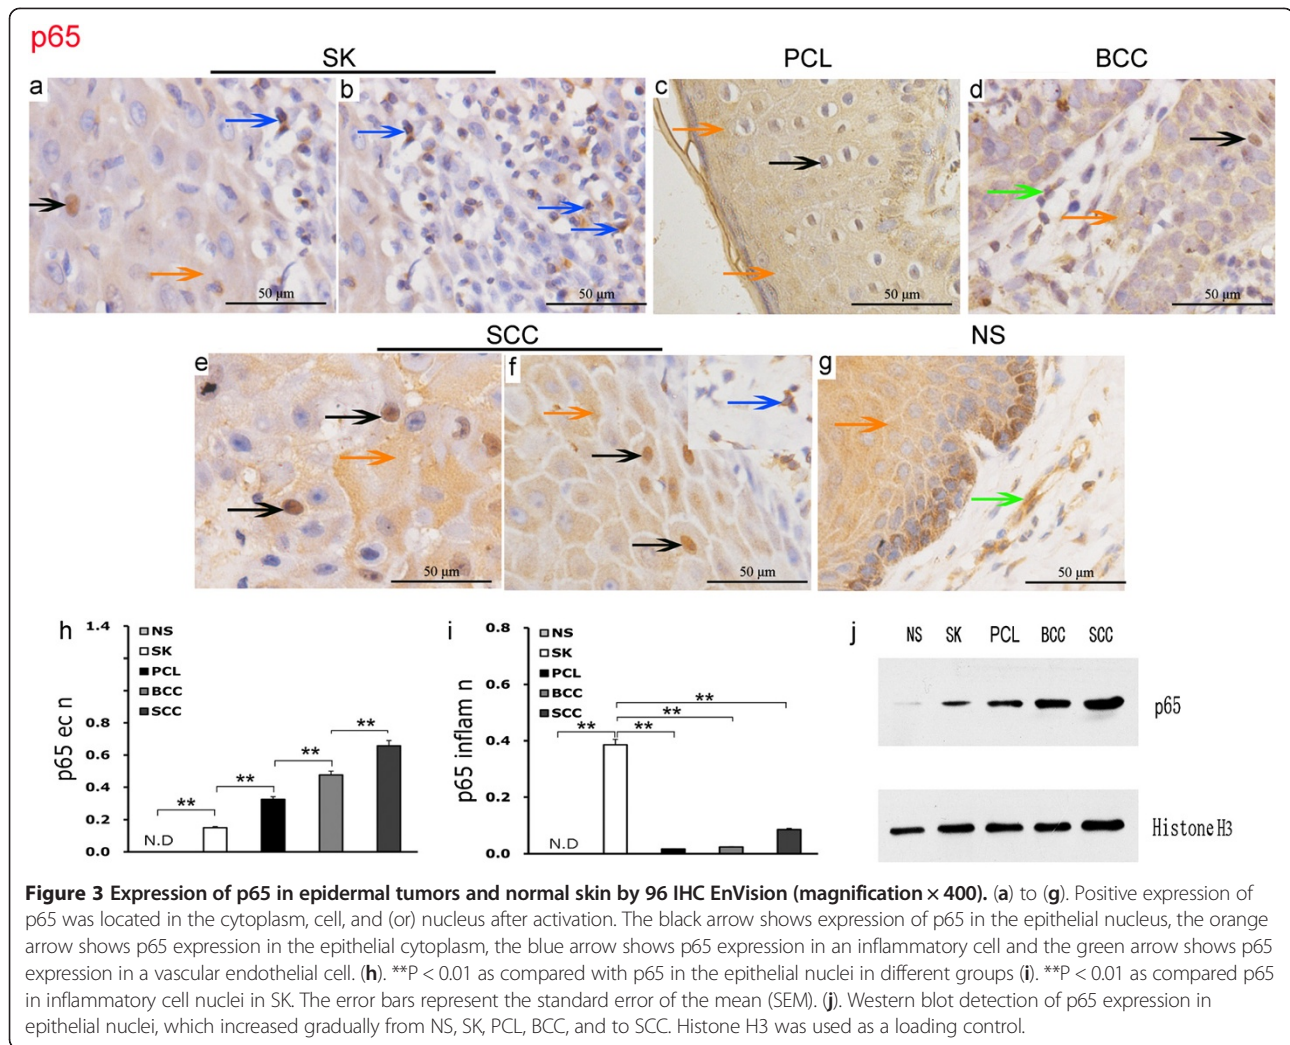 p65
SK
PCL
BCC
a
b
c
d
50 µm
50 µm
50 µm
50 µm
SCC
NS
e
f
g
50 µm
50 µm
50 µm
h
p65 ec n
1.4
0.8
0.6
0.4
0.2
0.0
NS
SK
PCL
BCC
SCC
**
**
**
**
N.D
i
p65 inflam n
0.8
0.6
0.4
0.2
0.0
NS
SK
PCL
BCC
SCC
**
**
**
**
N.D
j
NS SK PCL BCC SCC
p65
Histone H3
Figure 3 Expression of p65 in epidermal tumors and normal skin by 96 IHC EnVision (magnification × 400). (a) to (g). Positive expression of
p65 was located in the cytoplasm, cell, and (or) nucleus after activation. The black arrow shows expression of p65 in the epithelial nucleus, the orange
arrow shows p65 expression in the epithelial cytoplasm, the blue arrow shows p65 expression in an inflammatory cell and the green arrow shows p65
expression in a vascular endothelial cell. (h). **P < 0.01 as compared with p65 in the epithelial nuclei in different groups (i). **P < 0.01 as compared p65
in inflammatory cell nuclei in SK. The error bars represent the standard error of the mean (SEM). (j). Western blot detection of p65 expression in
epithelial nuclei, which increased gradually from NS, SK, PCL, BCC, and to SCC. Histone H3 was used as a loading control.